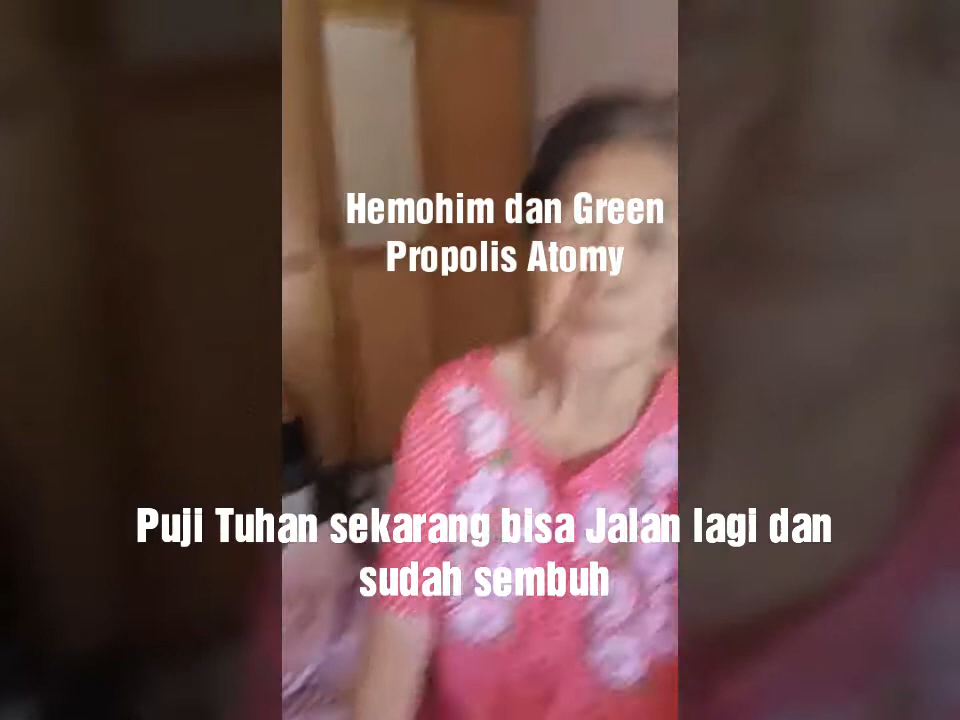 Hemohim dan Green
Propolis Atomy
Puji Tuhan sekarang bisa Jalan lagi dan
sudah sembuh